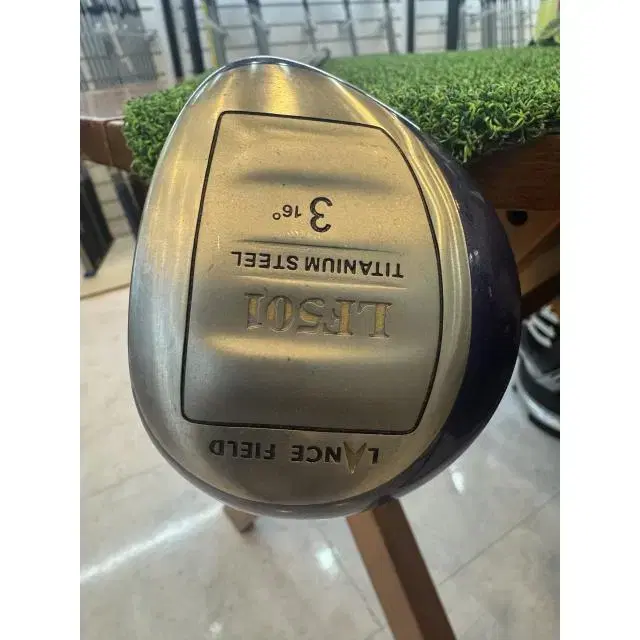 LANCE FIELD
LF501
TITANIUM STEEL
3 16°